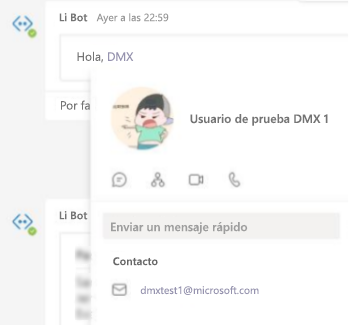 Li Bot Ayer a las 22:59
Hola, DMX
Por fa
Usuario de prueba DMX 1
Li Bot
Enviar un mensaje rápido
Contacto
dmxtest1@microsoft.com